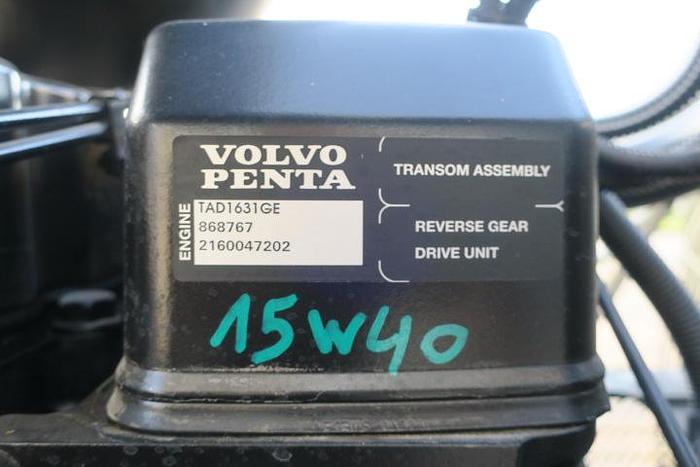 VOLVO
PENTA
ENGINE
TAD1631GE
868767
2160047202
TRANSOM ASSEMBLY
REVERSE GEAR
DRIVE UNIT
15W40